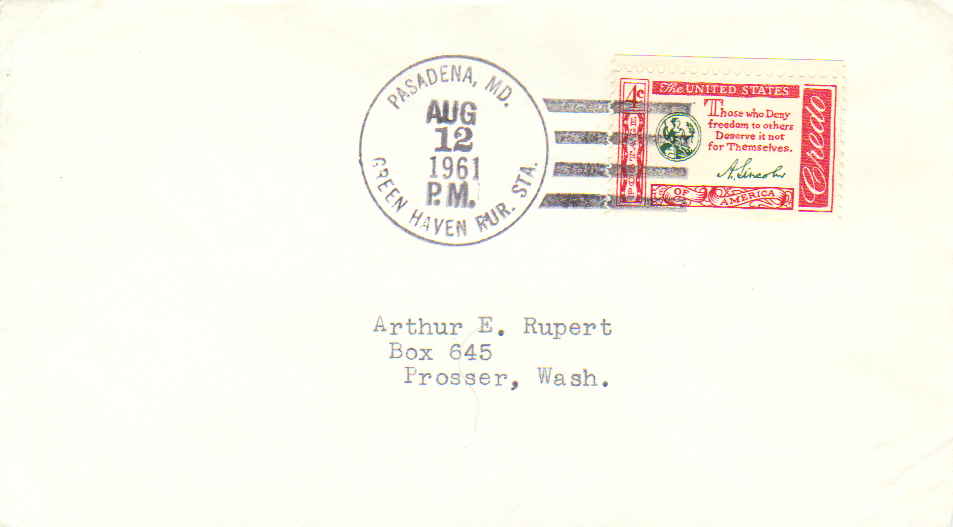 PASADENA, MD.
AUG
12
1961
P.M.
GREEN HAVEN RUR. STA.
4c
The UNITED STATES
POSTAGE
Those who Deny
freedom to others
Deserve it not
for Themselves.
A. Lincoln
OF AMERICA
Credo
Arthur E. Rupert
Box 645
Prosser, Wash.